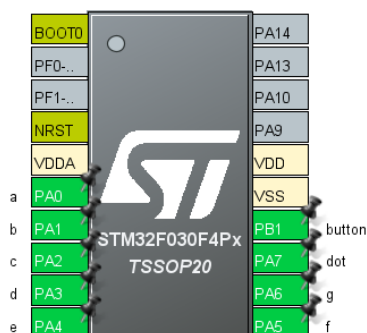 BOOT0 PA14
PF0-.. PA13
PF1-.. PA10
NRST PA9
VDDA VDD
a PA0 VSS
b PA1 PB1 button
STM32F030F4Px
c PA2 TSSOP20 PA7 dot
d PA3 PA6 g
e PA4 PA5 f
ST